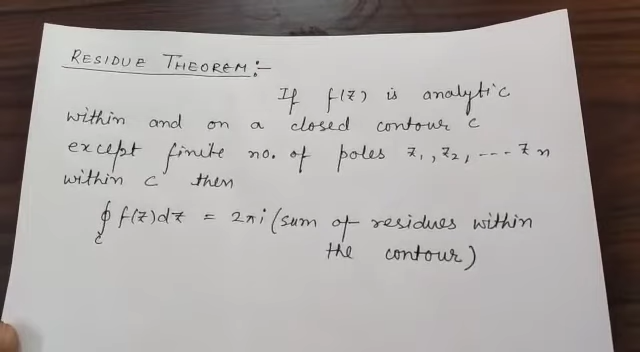 RESIDUE THEOREM:-
If f(z) is analytic
within and on a closed contour c
except finite no. of poles z₁, z₂, --- zn
within c then
∮c f(z)dz = 2πi (sum of residues within
the contour)